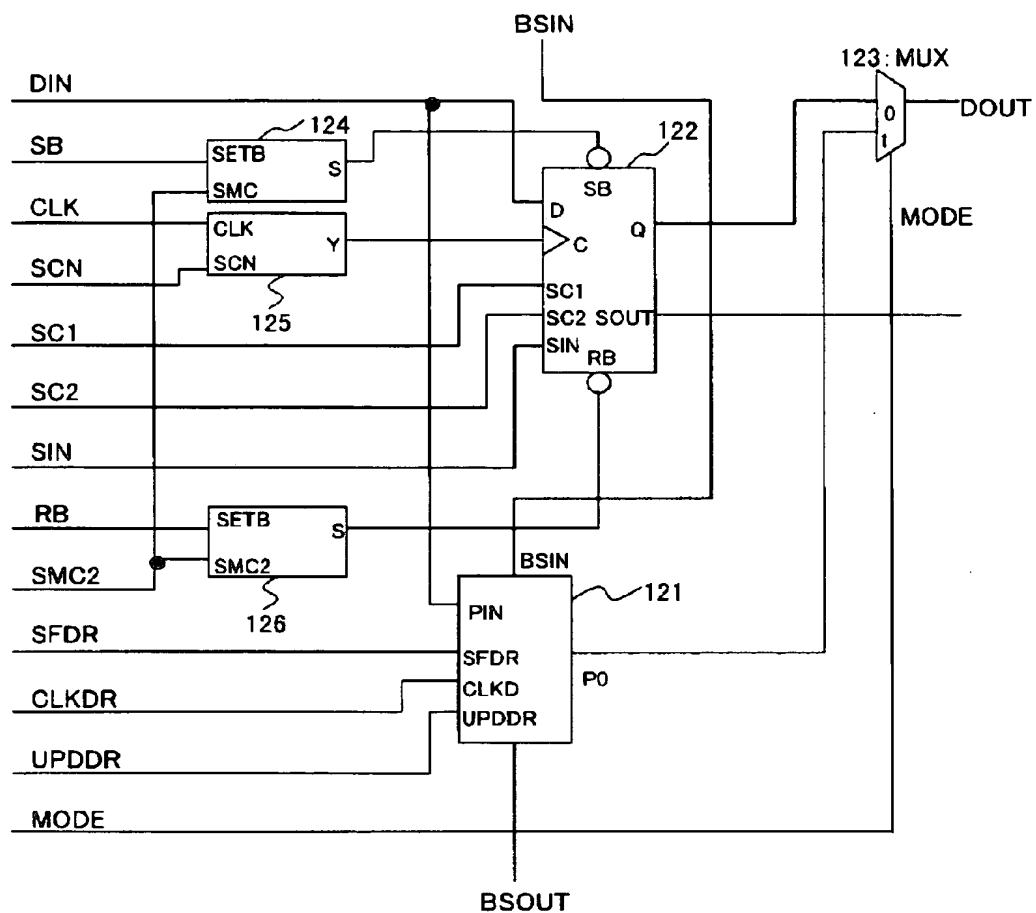 BSIN
123:MUX
DIN
124
DOUT
0
1
SB
SETB
S
SMC
122
SB
CLK
CLK
Y
SCN
SCN
125
D
Q
C
MODE
SC1
SC1
SC2
SOUT
SIN
RB
SC2
SIN
RB
SETB
S
SMC2
SMC2
126
BSIN
121
PIN
SFDR
SFDR
P0
CLKDR
CLKD
UPDDR
UPDDR
MODE
BSOUT